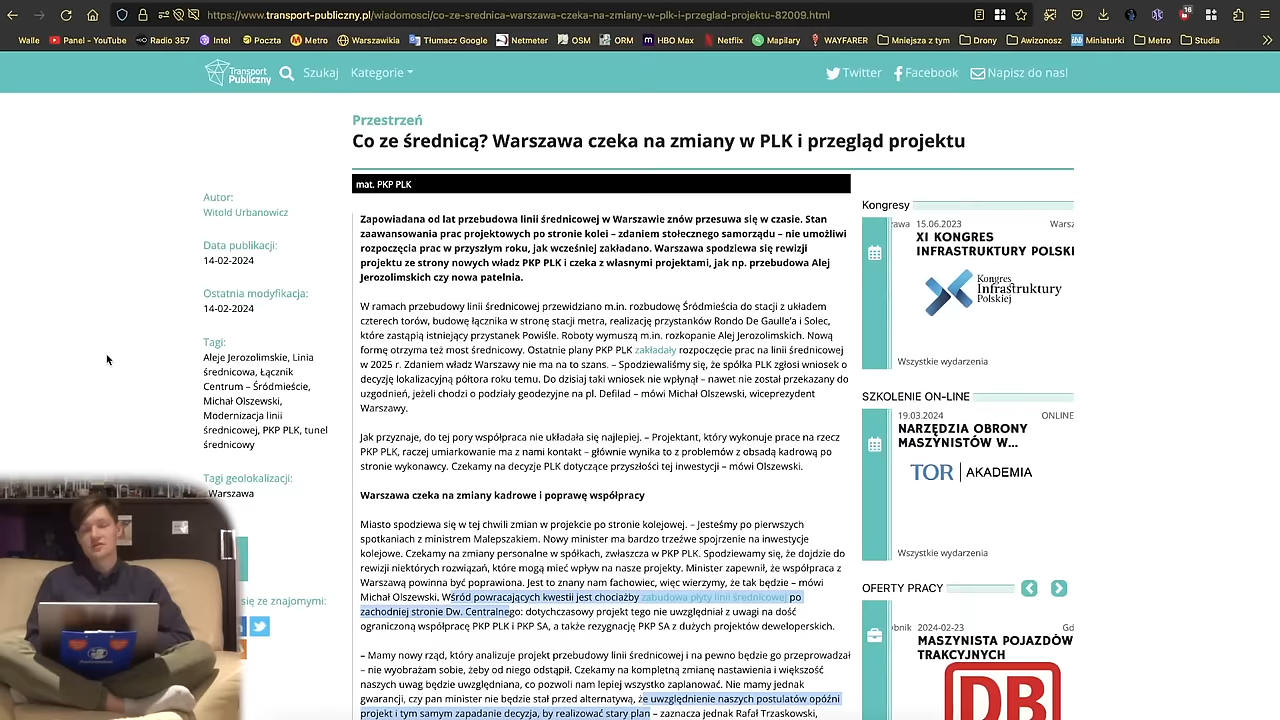 https://www.transport-publiczny.pl/wiadomosci/co-ze-srednica-warszawa-czeka-na-zmiany-w-plk-i-przeglad-projektu-82009.html
16
Walle
Panel - YouTube
Radio 357
Intel
Poczta
Metro
Warszawikia
Tłumacz Google
Netmeter
OSM
ORM
HBO Max
Netflix
Mapilary
WAYFARER
Mniejsza z tym
Drony
Awizonosz
Miniaturki
Metro
Studia
Transport
Publiczny
Szukaj
Kategorie
Twitter
Facebook
Napisz do nas!
Przestrzeń
Co ze średnicą? Warszawa czeka na zmiany w PLK i przegląd projektu
mat. PKP PLK
Autor:
Witold Urbanowicz
Data publikacji:
14-02-2024
Ostatnia modyfikacja:
14-02-2024
Tagi:
Aleje Jerozolimskie, Linia
średnicowa, Łącznik
Centrum – Śródmieście,
Michał Olszewski,
Modernizacja linii
średnicowej, PKP PLK, tunel
średnicowy
Tagi geolokalizacji:
Warszawa
się ze znajomymi:
Zapowiadana od lat przebudowa linii średnicowej w Warszawie znów przesuwa się w czasie. Stan
zaawansowania prac projektowych po stronie kolei – zdaniem stołecznego samorządu – nie umożliwi
rozpoczęcia prac w przyszłym roku, jak wcześniej zakładano. Warszawa spodziewa się rewizji
projektu ze strony nowych władz PKP PLK i czeka z własnymi projektami, jak np. przebudowa Alej
Jerozolimskich czy nowa patelnia.
W ramach przebudowy linii średnicowej przewidziano m.in. rozbudowę Śródmieścia do stacji z układem
czterech torów, budowę łącznika w stronę stacji metra, realizację przystanków Rondo De Gaulle’a i Solec,
które zastąpią istniejący przystanek Powiśle. Roboty wymuszą m.in. rozkopanie Alej Jerozolimskich. Nową
formę otrzyma też most średnicowy. Ostatnie plany PKP PLK zakładały rozpoczęcie prac na linii średnicowej
w 2025 r. Zdaniem władz Warszawy nie ma na to szans. – Spodziewaliśmy się, że spółka PLK zgłosi wniosek o
decyzję lokalizacyjną półtora roku temu. Do dzisiaj taki wniosek nie wpłynął – nawet nie został przekazany do
uzgodnień, jeżeli chodzi o podziały geodezyjne na pl. Defilad – mówi Michał Olszewski, wiceprezydent
Warszawy.
Jak przyznaje, do tej pory współpraca nie układała się najlepiej. – Projektant, który wykonuje prace na rzecz
PKP PLK, raczej umiarkowanie ma z nami kontakt – głównie wynika to z problemów z obsadą kadrową po
stronie wykonawcy. Czekamy na decyzje PLK dotyczące przyszłości tej inwestycji – mówi Olszewski.
Warszawa czeka na zmiany kadrowe i poprawę współpracy
Miasto spodziewa się w tej chwili zmian w projekcie po stronie kolejowej. – Jesteśmy po pierwszych
spotkaniach z ministrem Malepszakiem. Nowy minister ma bardzo trzeźwe spojrzenie na inwestycje
kolejowe. Czekamy na zmiany personalne w spółkach, zwłaszcza w PKP PLK. Spodziewamy się, że dojdzie do
rewizji niektórych rozwiązań, które mogą mieć wpływ na nasze projekty. Minister zapewnił, że współpraca z
Warszawą powinna być poprawiona. Jest to znany nam fachowiec, więc wierzymy, że tak będzie – mówi
Michał Olszewski. Wśród powracających kwestii jest chociażby zabudowa płyty linii średnicowej po
zachodniej stronie Dw. Centralnego: dotychczasowy projekt tego nie uwzględniał z uwagi na dość
ograniczoną współpracę PKP PLK i PKP SA, a także rezygnację PKP SA z dużych projektów deweloperskich.
– Mamy nowy rząd, który analizuje projekt przebudowy linii średnicowej i na pewno będzie go przeprowadzał
– nie wyobrażam sobie, żeby od niego odstąpił. Czekamy na kompletną zmianę nastawienia i większość
naszych uwag będzie uwzględniana, co pozwoli nam lepiej wszystko zaplanować. Nie mamy jednak
gwarancji, czy pan minister nie będzie stał przed alternatywą, że uwzględnienie naszych postulatów opóźni
projekt i tym samym zapadanie decyzja, by realizować stary plan – zaznacza jednak Rafał Trzaskowski,
Kongresy
15.06.2023
XI KONGRES
INFRASTRUKTURY POLSKI
Kongres
Infrastruktury
Polskiej
Wszystkie wydarzenia
SZKOLENIE ON-LINE
19.03.2024
ONLINE
NARZĘDZIA OBRONY
MASZYNISTÓW W...
TOR AKADEMIA
Wszystkie wydarzenia
OFERTY PRACY
2024-02-23
MASZYNISTA POJAZDÓW
TRAKCYJNYCH
DB